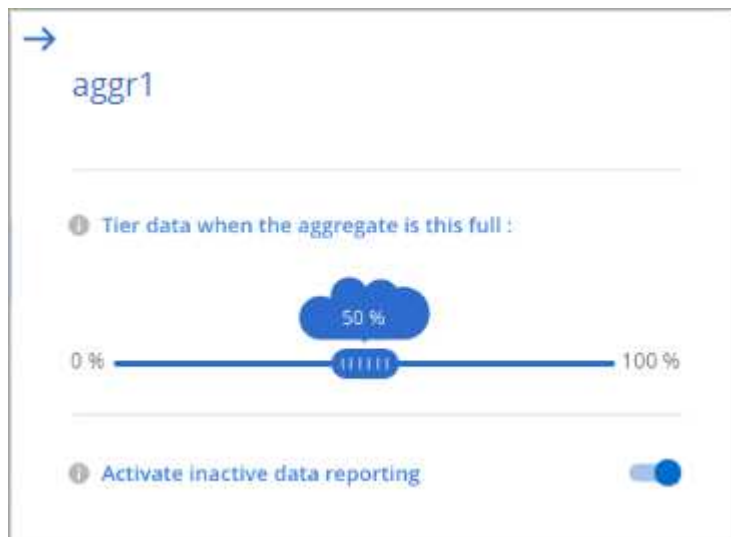 aggr1
Tier data when the aggregate is this full :
50 %
0 %
100 %
Activate inactive data reporting